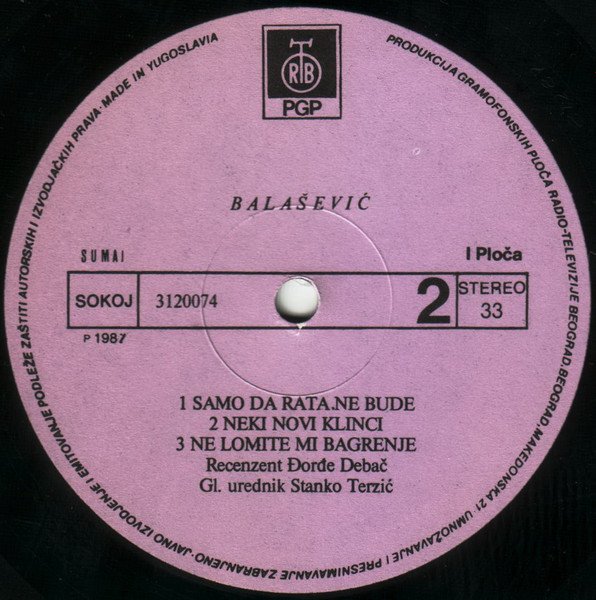 PRODUKCIJA GRAMOFONSKIH PLOČA RADIO-TELEVIZIJE BEOGRAD, BEOGRAD, MAKEDONSKA 21 · UMNOŽAVANJE I PRESNIMAVANJE ZABRANJENO · JAVNO IZVODJENJE I EMITOVANJE PODLEŽE ZAŠTITI AUTORSKIH I IZVODJAČKIH PRAVA · MADE IN YUGOSLAVIA
RTB
PGP
BALAŠEVIĆ
SUMAI
I Ploča
SOKOJ
3120074
2
STEREO
33
P 1987
1 SAMO DA RATA.NE BUDE
2 NEKI NOVI KLINCI
3 NE LOMITE MI BAGRENJE
Recenzent Đorđe Debač
Gl. urednik Stanko Terzić